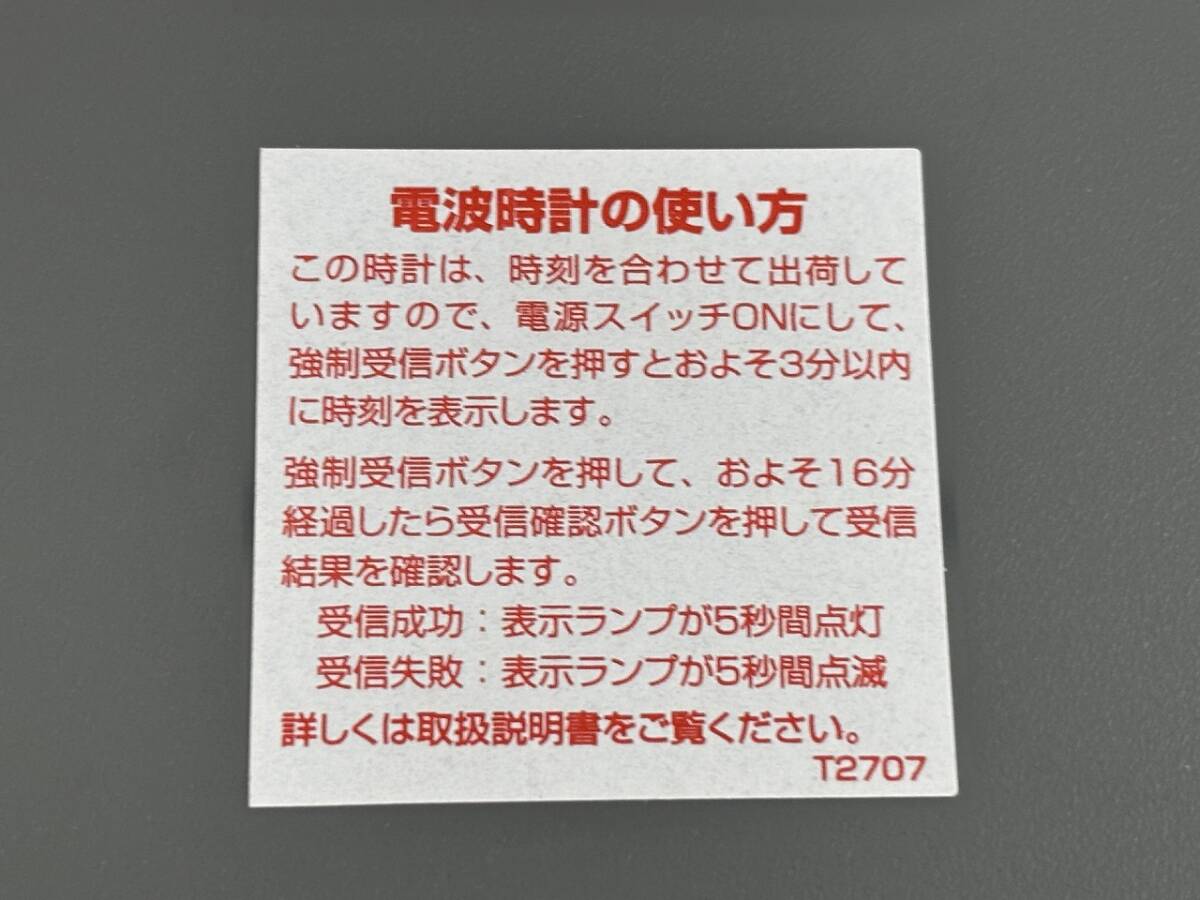 電波時計の使い方
この時計は、時刻を合わせて出荷して
いますので、電源スイッチONにして、
強制受信ボタンを押すとおよそ3分以内
に時刻を表示します。
強制受信ボタンを押して、およそ16分
経過したら受信確認ボタンを押して受信
結果を確認します。
受信成功：表示ランプが5秒間点灯
受信失敗：表示ランプが5秒間点滅
詳しくは取扱説明書をご覧ください。
T2707